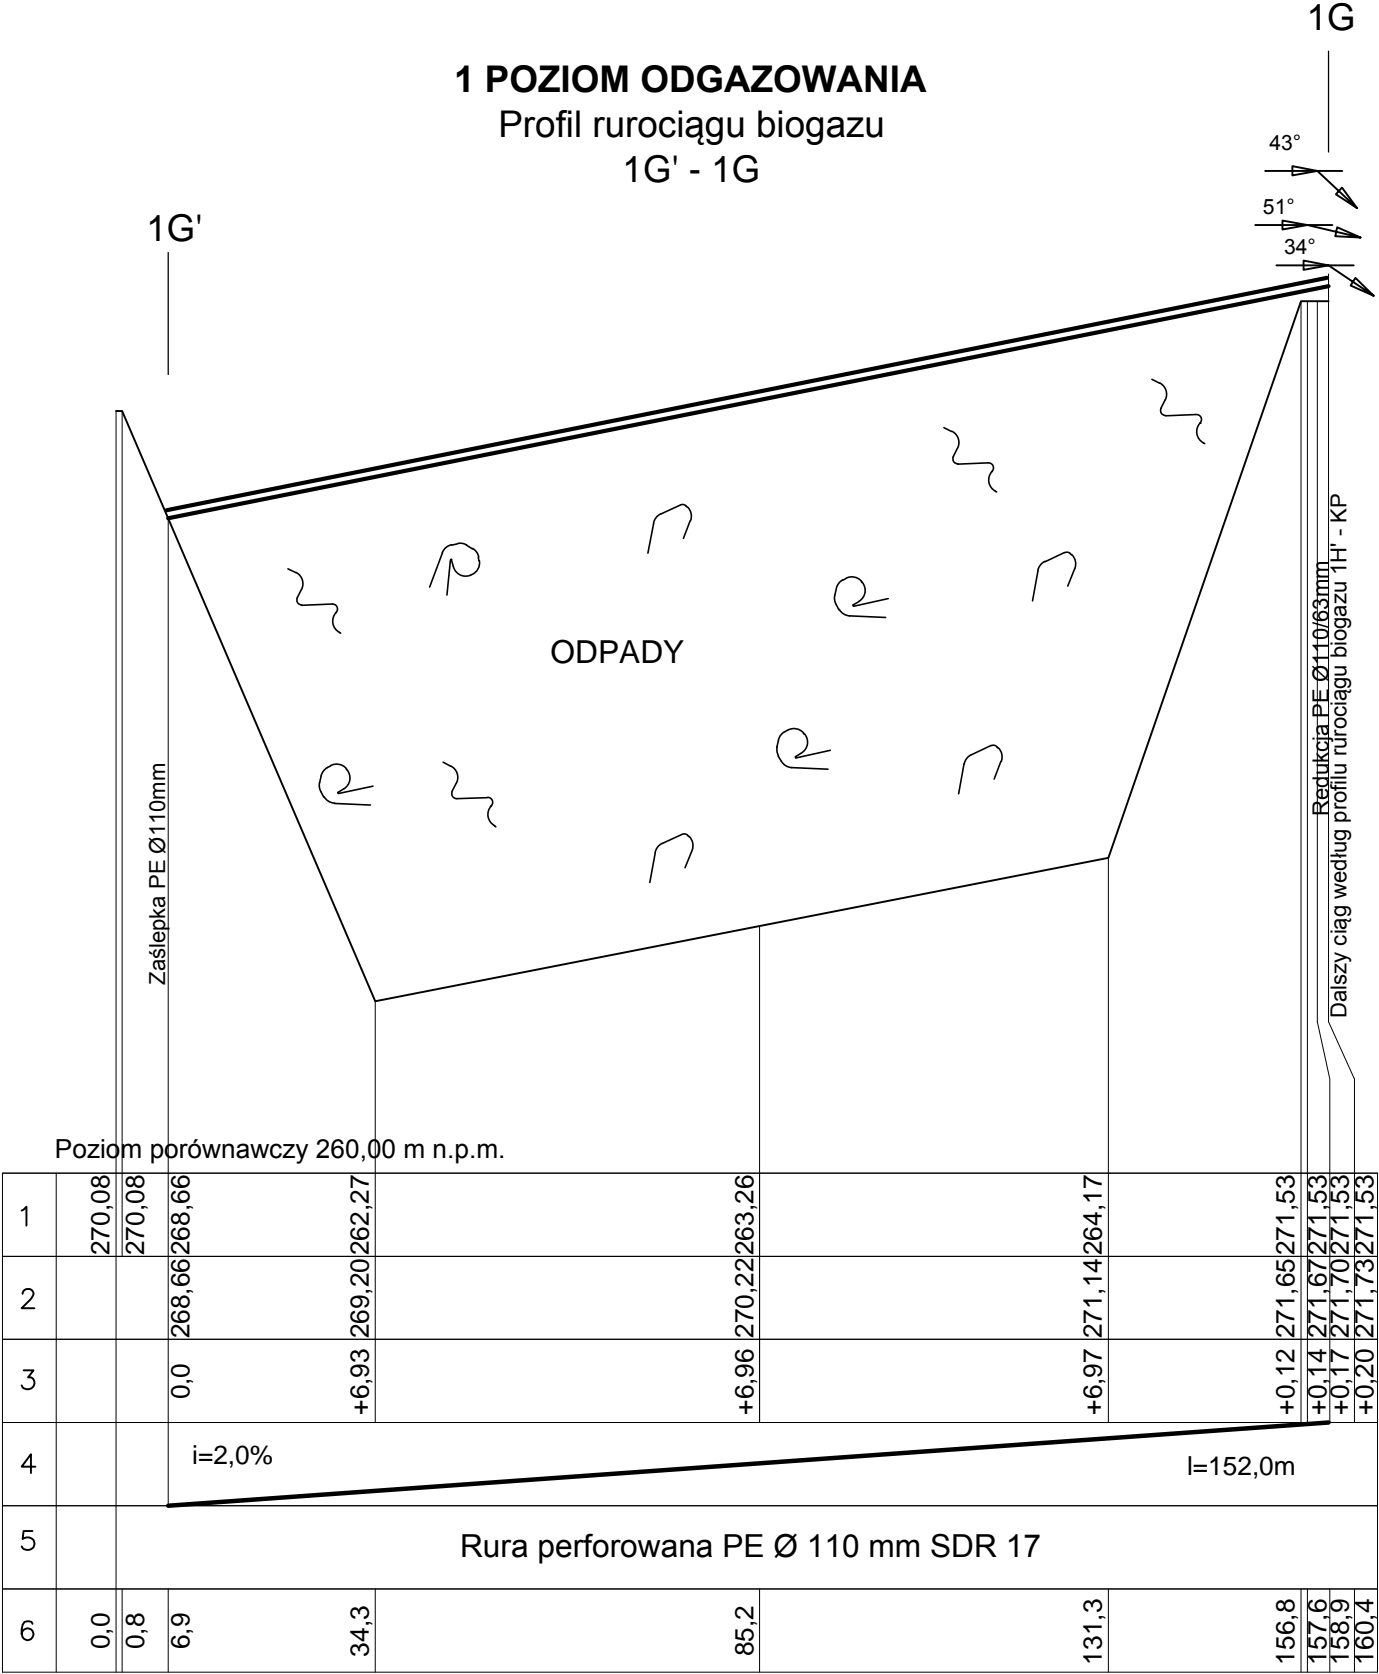 1G
1 POZIOM ODGAZOWANIA
Profil rurociągu biogazu
1G' - 1G
43°
51°
34°
1G'
ODPADY
Zaślepka PE Ø110mm
Redukcja PE Ø110/63mm
Dalszy ciąg według profilu rurociągu biogazu 1H' - KP
Poziom porównawczy 260,00 m n.p.m.
1 270,08 270,08 268,66 262,27 263,26 264,17 271,53 271,53 271,53 271,53
2 268,66 269,20 270,22 271,14 271,65 271,67 271,70 271,73
3 0,0 +6,93 +6,96 +6,97 +0,12 +0,14 +0,17 +0,20
4 i=2,0% l=152,0m
5 Rura perforowana PE Ø 110 mm SDR 17
6 0,0 0,8 6,9 34,3 85,2 131,3 156,8 157,6 158,9 160,4